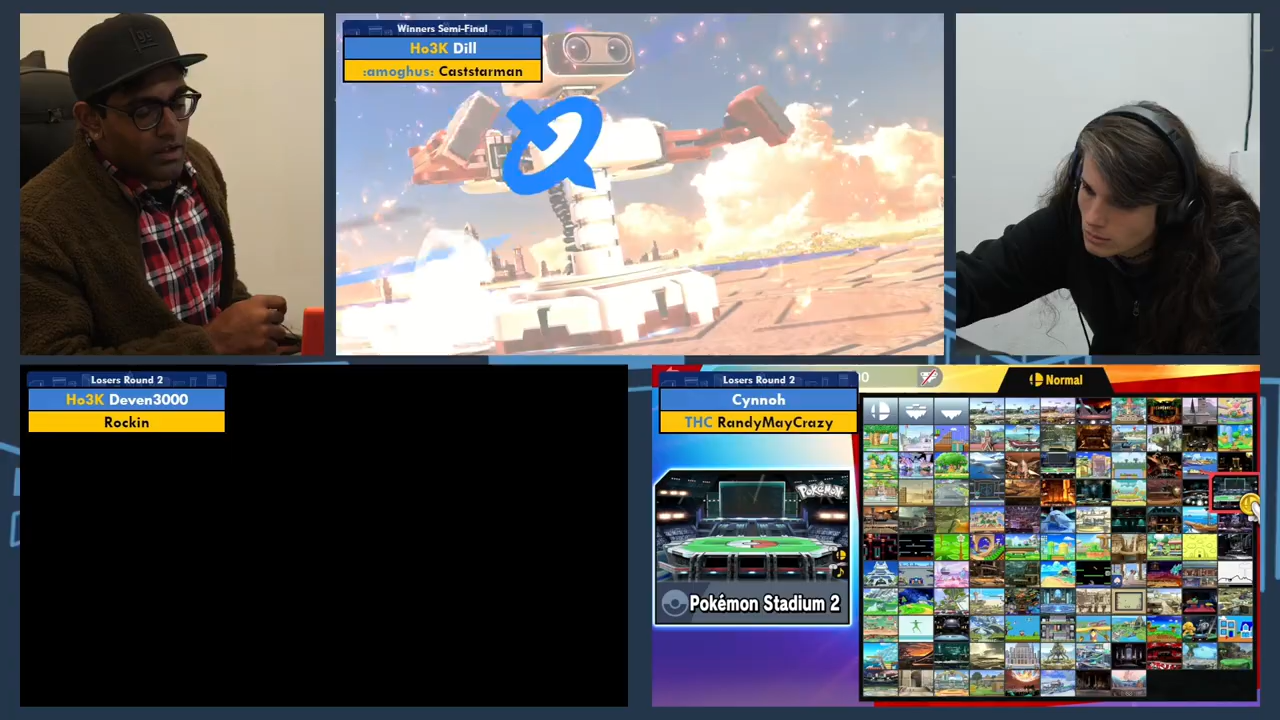 Winners Semi-Final
Ho3K Dill
:amoghus: Caststarman
Losers Round 2
Ho3K Deven3000
Rockin
Losers Round 2
Cynnoh
THC RandyMayCrazy
Normal
Pokémon
Pokémon Stadium 2